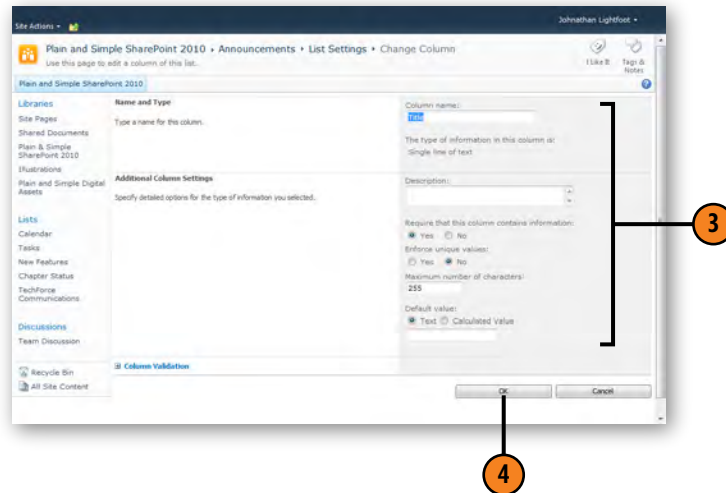 Site Actions
Johnathan Lightfoot
Plain and Simple SharePoint 2010 ▸ Announcements ▸ List Settings ▸ Change Column
Use this page to edit a column of this list.
I Like It
Tags & Notes
Plain and Simple SharePoint 2010
Libraries
Site Pages
Shared Documents
Plain & Simple
SharePoint 2010
Illustrations
Plain and Simple Digital
Assets
Lists
Calendar
Tasks
New Features
Chapter Status
TechForce
Communications
Discussions
Team Discussion
Recycle Bin
All Site Content
Name and Type
Type a name for this column.
Column name:
Title
The type of information in this column is:
Single line of text
Additional Column Settings
Specify detailed options for the type of information you selected.
Description:
Require that this column contains information:
Yes No
Enforce unique values:
Yes No
Maximum number of characters:
255
Default value:
Text Calculated Value
Column Validation
OK
Cancel
3
4